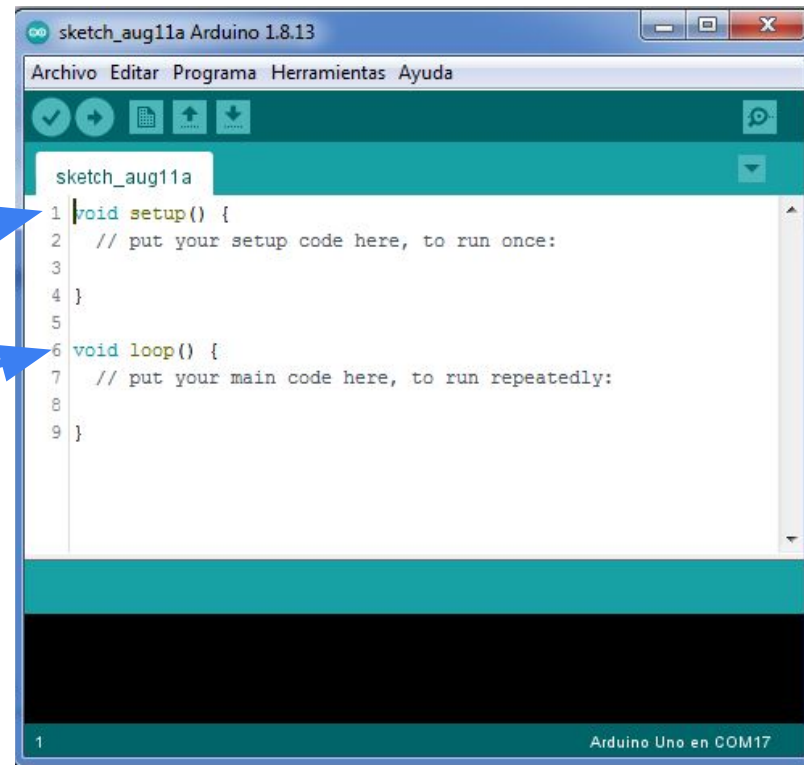 sketch_aug11a Arduino 1.8.13
Archivo Editar Programa Herramientas Ayuda
sketch_aug11a
1 void setup() {
2   // put your setup code here, to run once:
3
4 }
5
6 void loop() {
7   // put your main code here, to run repeatedly:
8
9 }
1 Arduino Uno en COM17